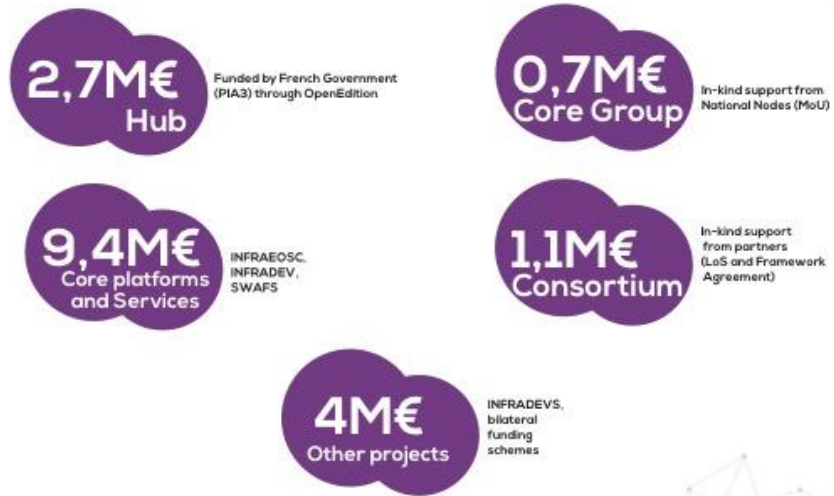 2,7M€
Hub
Funded by French Government
(PIA3) through OpenEdition
0,7M€
Core Group
In-kind support from
National Nodes (MoU)
9,4M€
Core platforms
and Services
INFRAEOSC,
INFRADEV,
SWAFS
1,1M€
Consortium
In-kind support
from partners
(LoS and Framework
Agreement)
4M€
Other projects
INFRADEVS,
bilateral
funding
schemes